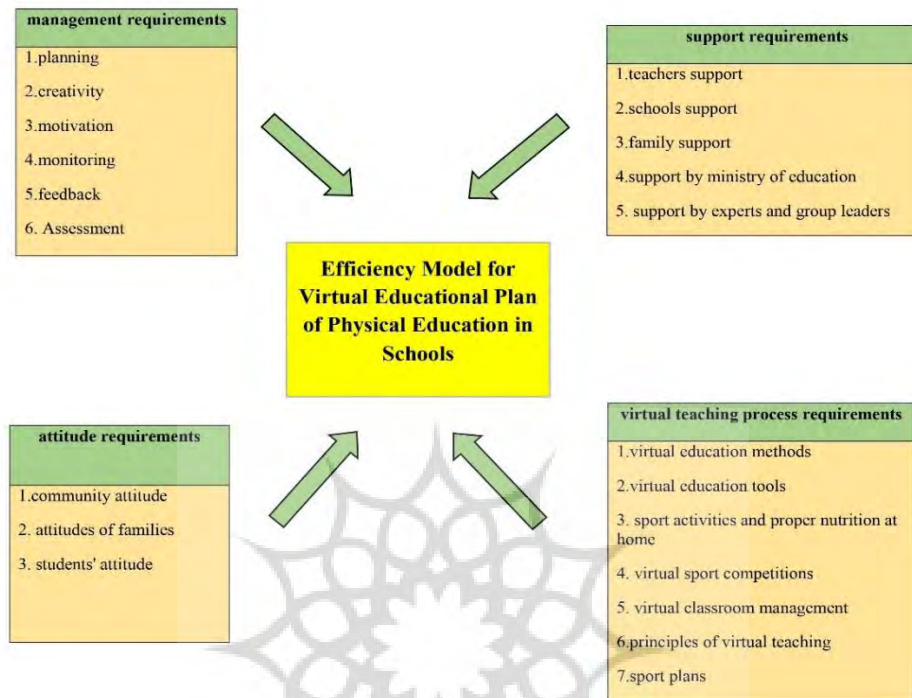 management requirements
1.planning
2.creativity
3.motivation
4.monitoring
5.feedback
6. Assessment
support requirements
1.teachers support
2.schools support
3.family support
4.support by ministry of education
5. support by experts and group leaders
Efficiency Model for
Virtual Educational Plan
of Physical Education in
Schools
attitude requirements
1.community attitude
2. attitudes of families
3. students' attitude
virtual teaching process requirements
1.virtual education methods
2.virtual education tools
3. sport activities and proper nutrition at
home
4. virtual sport competitions
5. virtual classroom management
6.principles of virtual teaching
7.sport plans